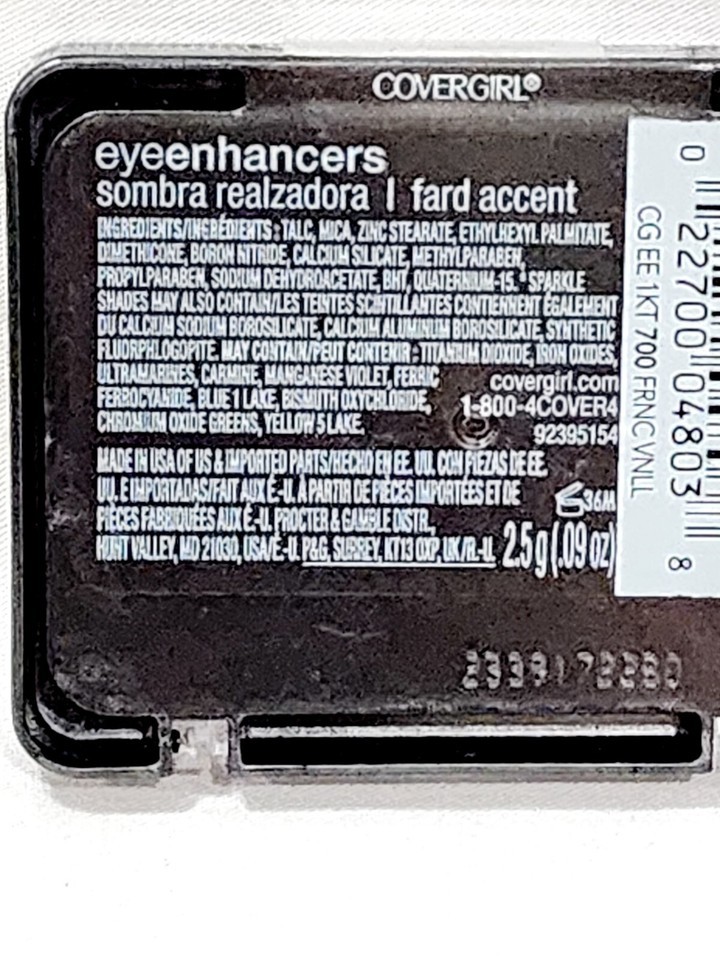 COVERGIRL®
eyeenhancers
sombra realzadora | fard accent
INGREDIENTS/INGRÉDIENTS: TALC, MICA, ZINC STEARATE, ETHYLHEXYL PALMITATE,
DIMETHICONE, BORON NITRIDE, CALCIUM SILICATE, METHYLPARABEN,
PROPYLPARABEN, SODIUM DEHYDROACETATE, BHT, QUATERNIUM-15. * SPARKLE
SHADES MAY ALSO CONTAIN/LES TEINTES SCINTILLANTES CONTIENNENT ÉGALEMENT
DU CALCIUM SODIUM BOROSILICATE, CALCIUM ALUMINUM BOROSILICATE, SYNTHETIC
FLUORPHLOGOPITE. MAY CONTAIN/PEUT CONTENIR: TITANIUM DIOXIDE, IRON OXIDES,
ULTRAMARINES, CARMINE, MANGANESE VIOLET, FERRIC
FERROCYANIDE, BLUE 1 LAKE, BISMUTH OXYCHLORIDE,
CHROMIUM OXIDE GREENS, YELLOW 5 LAKE.
covergirl.com
1-800-4COVER4
92395154
MADE IN USA OF US & IMPORTED PARTS/HECHO EN EE. UU. CON PIEZAS DE EE.
UU. E IMPORTADAS/FAIT AUX É.-U. À PARTIR DE PIÈCES IMPORTÉES ET DE
PIÈCES FABRIQUÉES AUX É.-U. PROCTER & GAMBLE DISTR.,
HUNT VALLEY, MD 21030, USA/É.-U. P&G, SURREY, KT13 0XP, UK/R.-U.
36M
2.5 g (.09 oz)
CG EE 1KT 700 FRNC VNLL
0 22700 04803 8